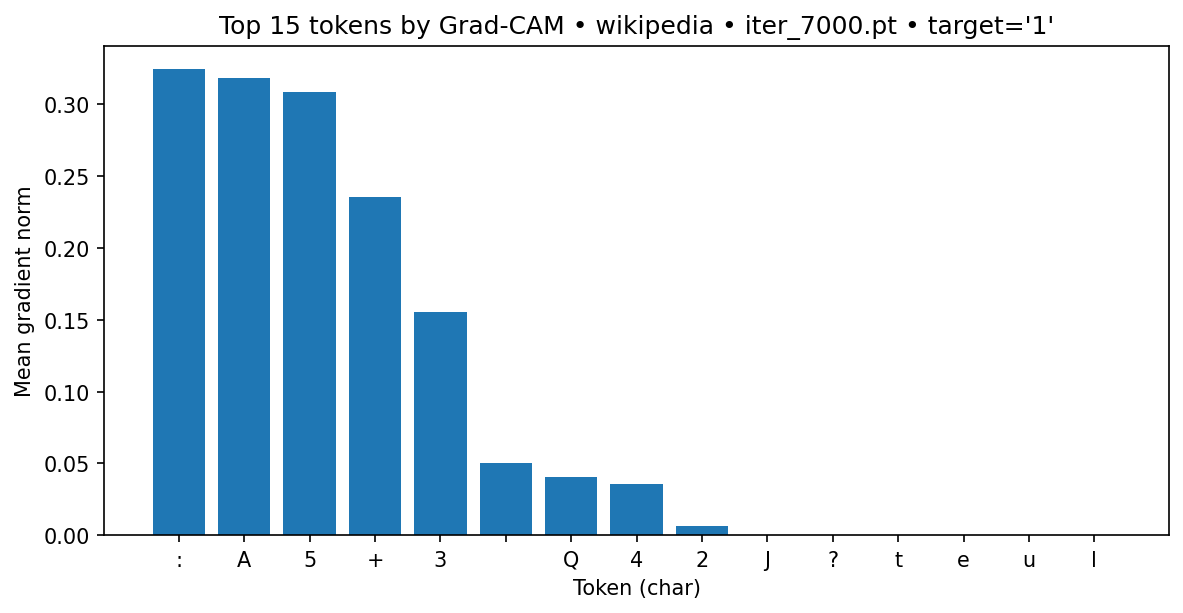 Top 15 tokens by Grad-CAM • wikipedia • iter_7000.pt • target='1'
Mean gradient norm
0.30
0.25
0.20
0.15
0.10
0.05
0.00
: A 5 + 3 Q 4 2 J ? t e u l
Token (char)